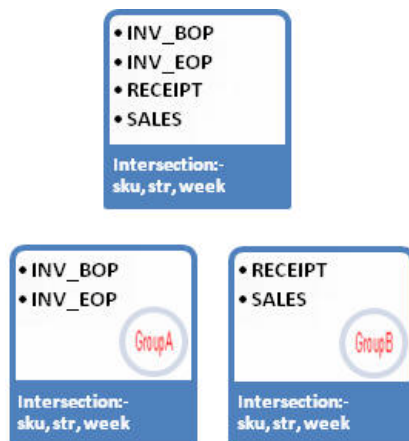 • INV_BOP
• INV_EOP
• RECEIPT
• SALES
Intersection:-
sku, str, week
• INV_BOP
• INV_EOP
GroupA
Intersection:-
sku, str, week
• RECEIPT
• SALES
GroupB
Intersection:-
sku, str, week